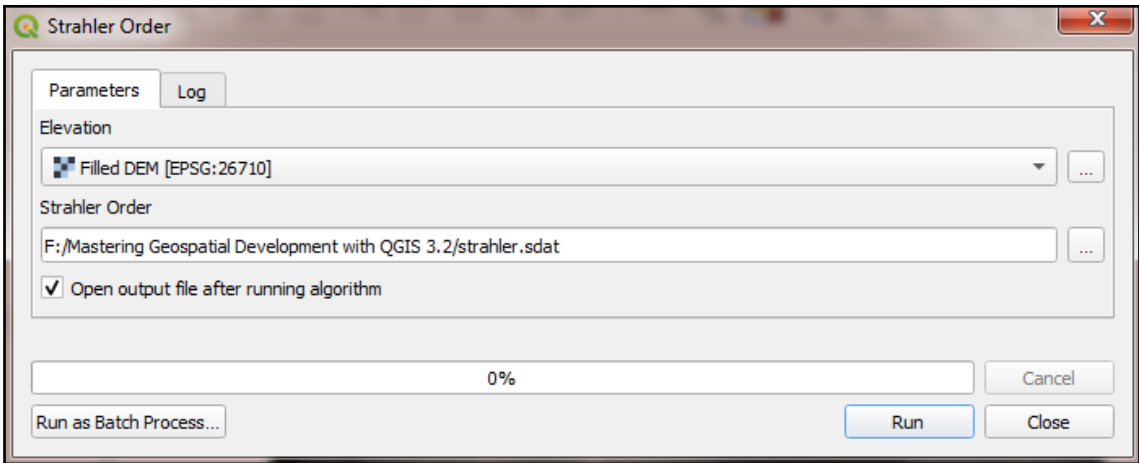 Strahler Order
Parameters Log
Elevation
Filled DEM [EPSG:26710]
...
Strahler Order
F:/Mastering Geospatial Development with QGIS 3.2/strahler.sdat
...
Open output file after running algorithm
0%
Cancel
Run as Batch Process...
Run
Close